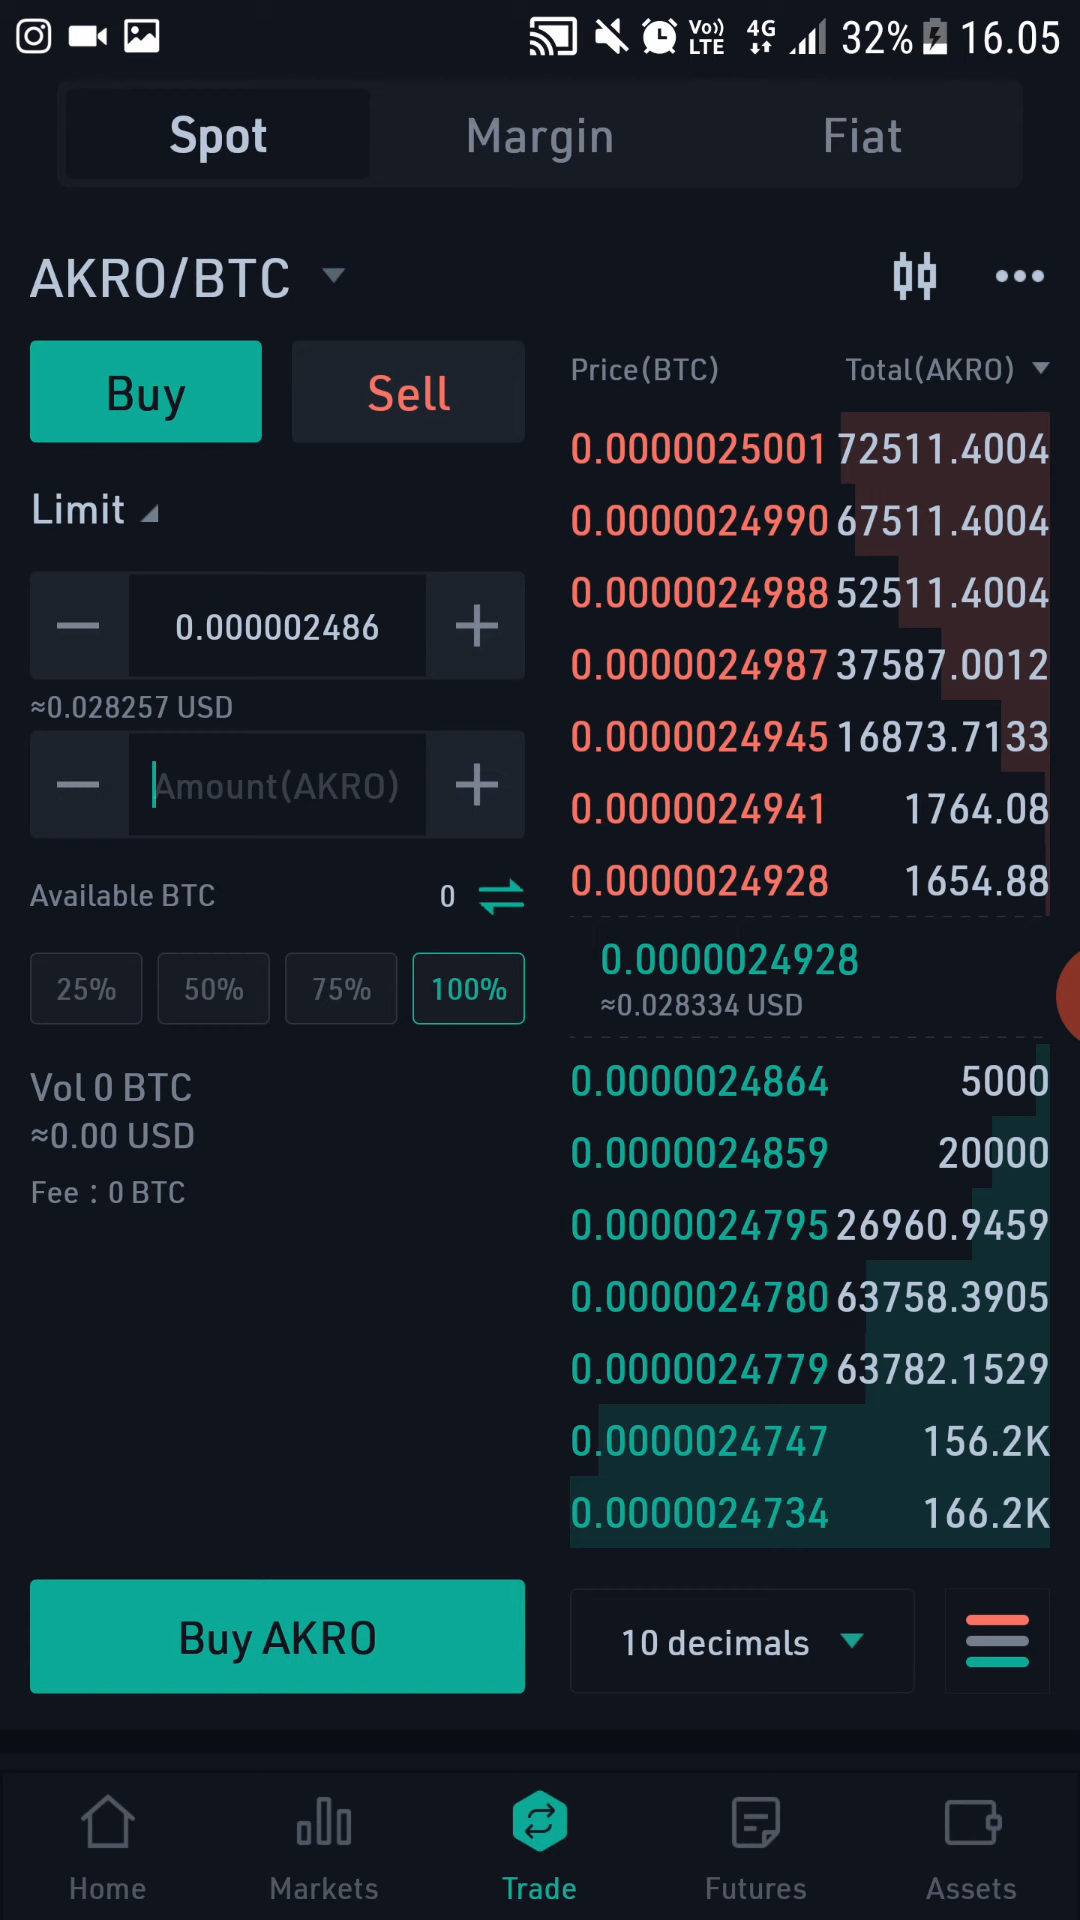 Vo)) LTE 4G 32% 16.05
Spot Margin Fiat
AKRO/BTC
Buy Sell
Limit
0.000002486
≈0.028257 USD
Amount(AKRO)
Available BTC 0
25% 50% 75% 100%
Vol 0 BTC
≈0.00 USD
Fee : 0 BTC
Buy AKRO
Price(BTC) Total(AKRO)
0.0000025001 72511.4004
0.0000024990 67511.4004
0.0000024988 52511.4004
0.0000024987 37587.0012
0.0000024945 16873.7133
0.0000024941 1764.08
0.0000024928 1654.88
0.0000024928
≈0.028334 USD
0.0000024864 5000
0.0000024859 20000
0.0000024795 26960.9459
0.0000024780 63758.3905
0.0000024779 63782.1529
0.0000024747 156.2K
0.0000024734 166.2K
10 decimals
Home Markets Trade Futures Assets